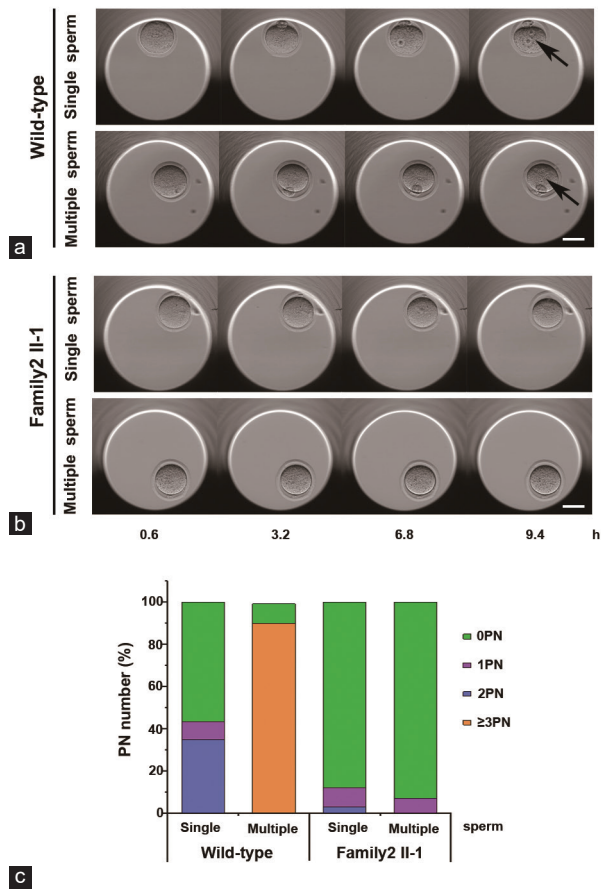 Wild-type
Single sperm
Multiple sperm
a
Family2 II-1
Single sperm
Multiple sperm
b
0.6 3.2 6.8 9.4 h
PN number (%)
100
80
60
40
20
0
0PN
1PN
2PN
≥3PN
Single Multiple Single Multiple sperm
Wild-type Family2 II-1
c